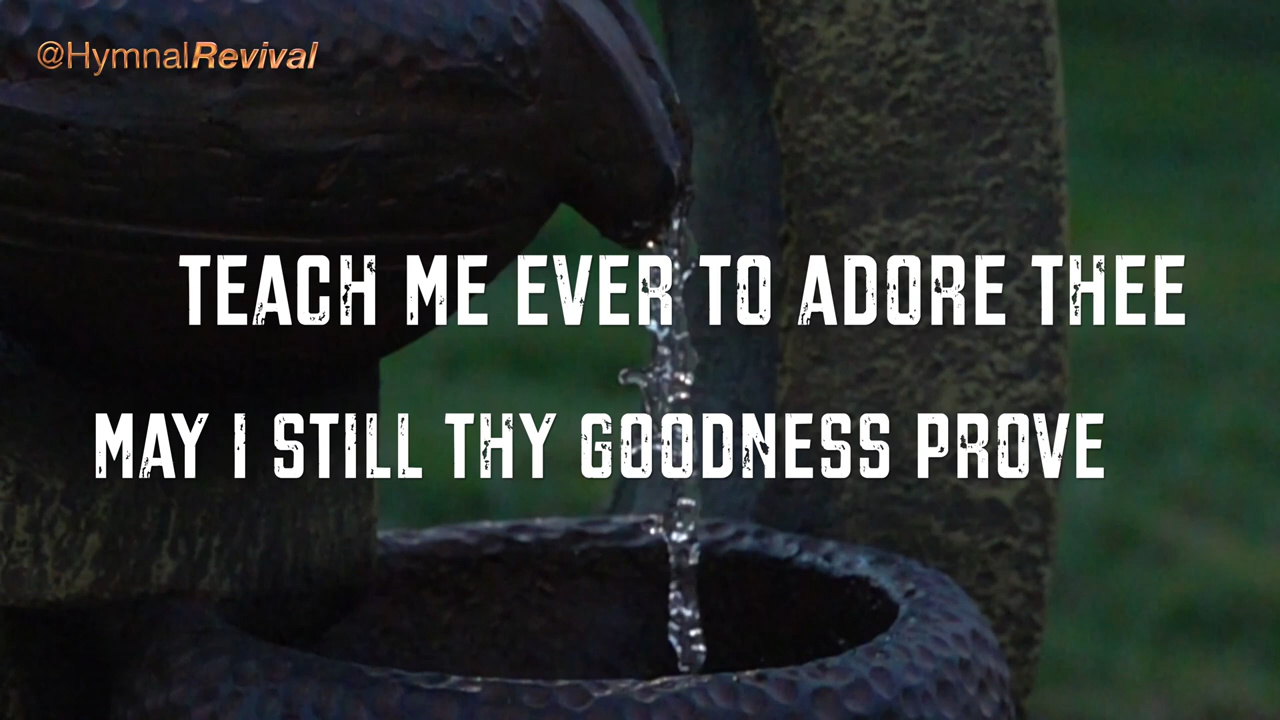 @HymnalRevival
TEACH ME EVER TO ADORE THEE
MAY I STILL THY GOODNESS PROVE